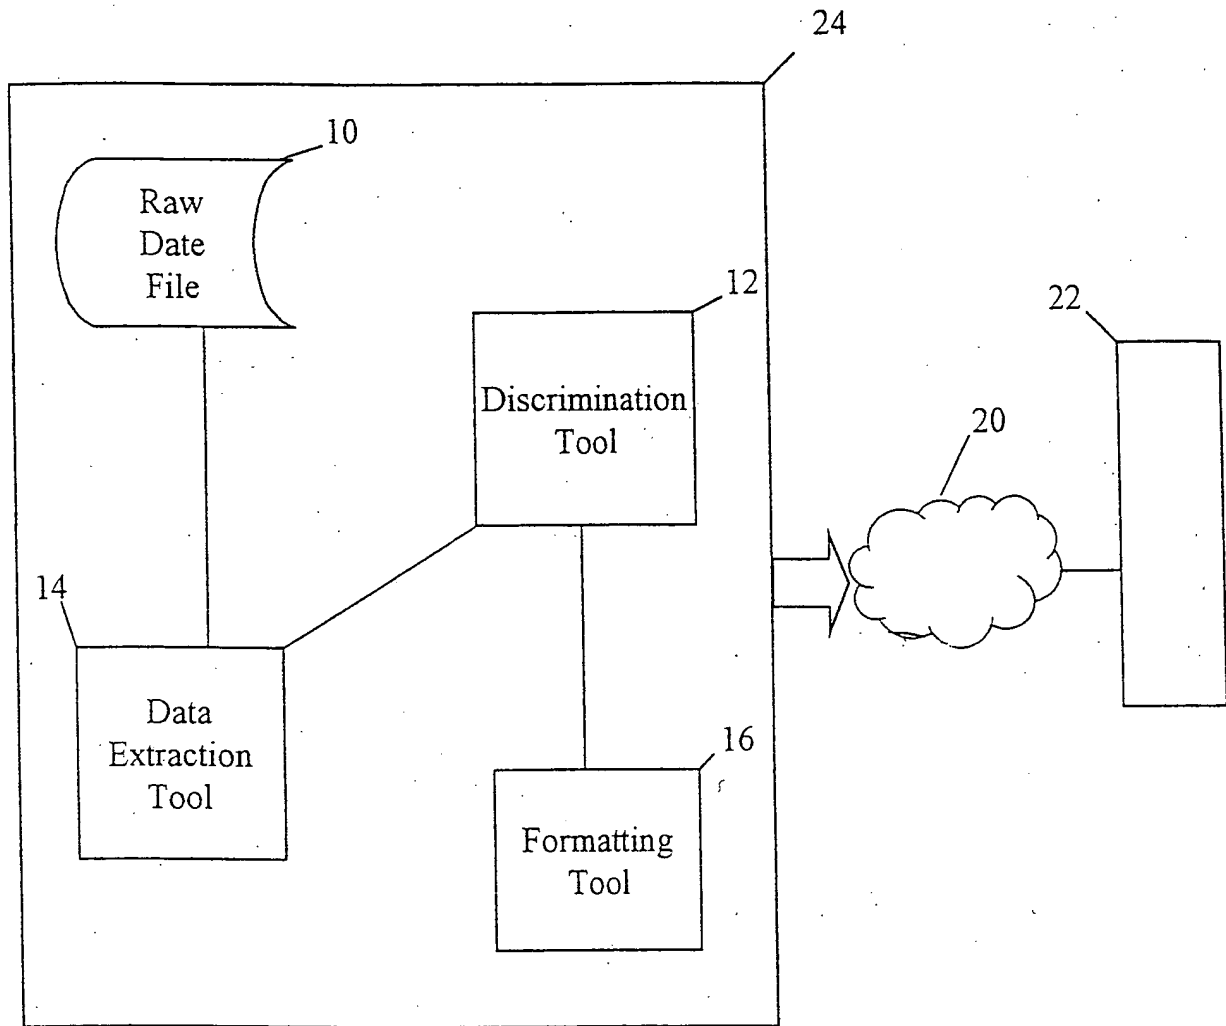 24
10
Raw
Date
File
12
Discrimination
Tool
22
20
14
Data
Extraction
Tool
16
Formatting
Tool